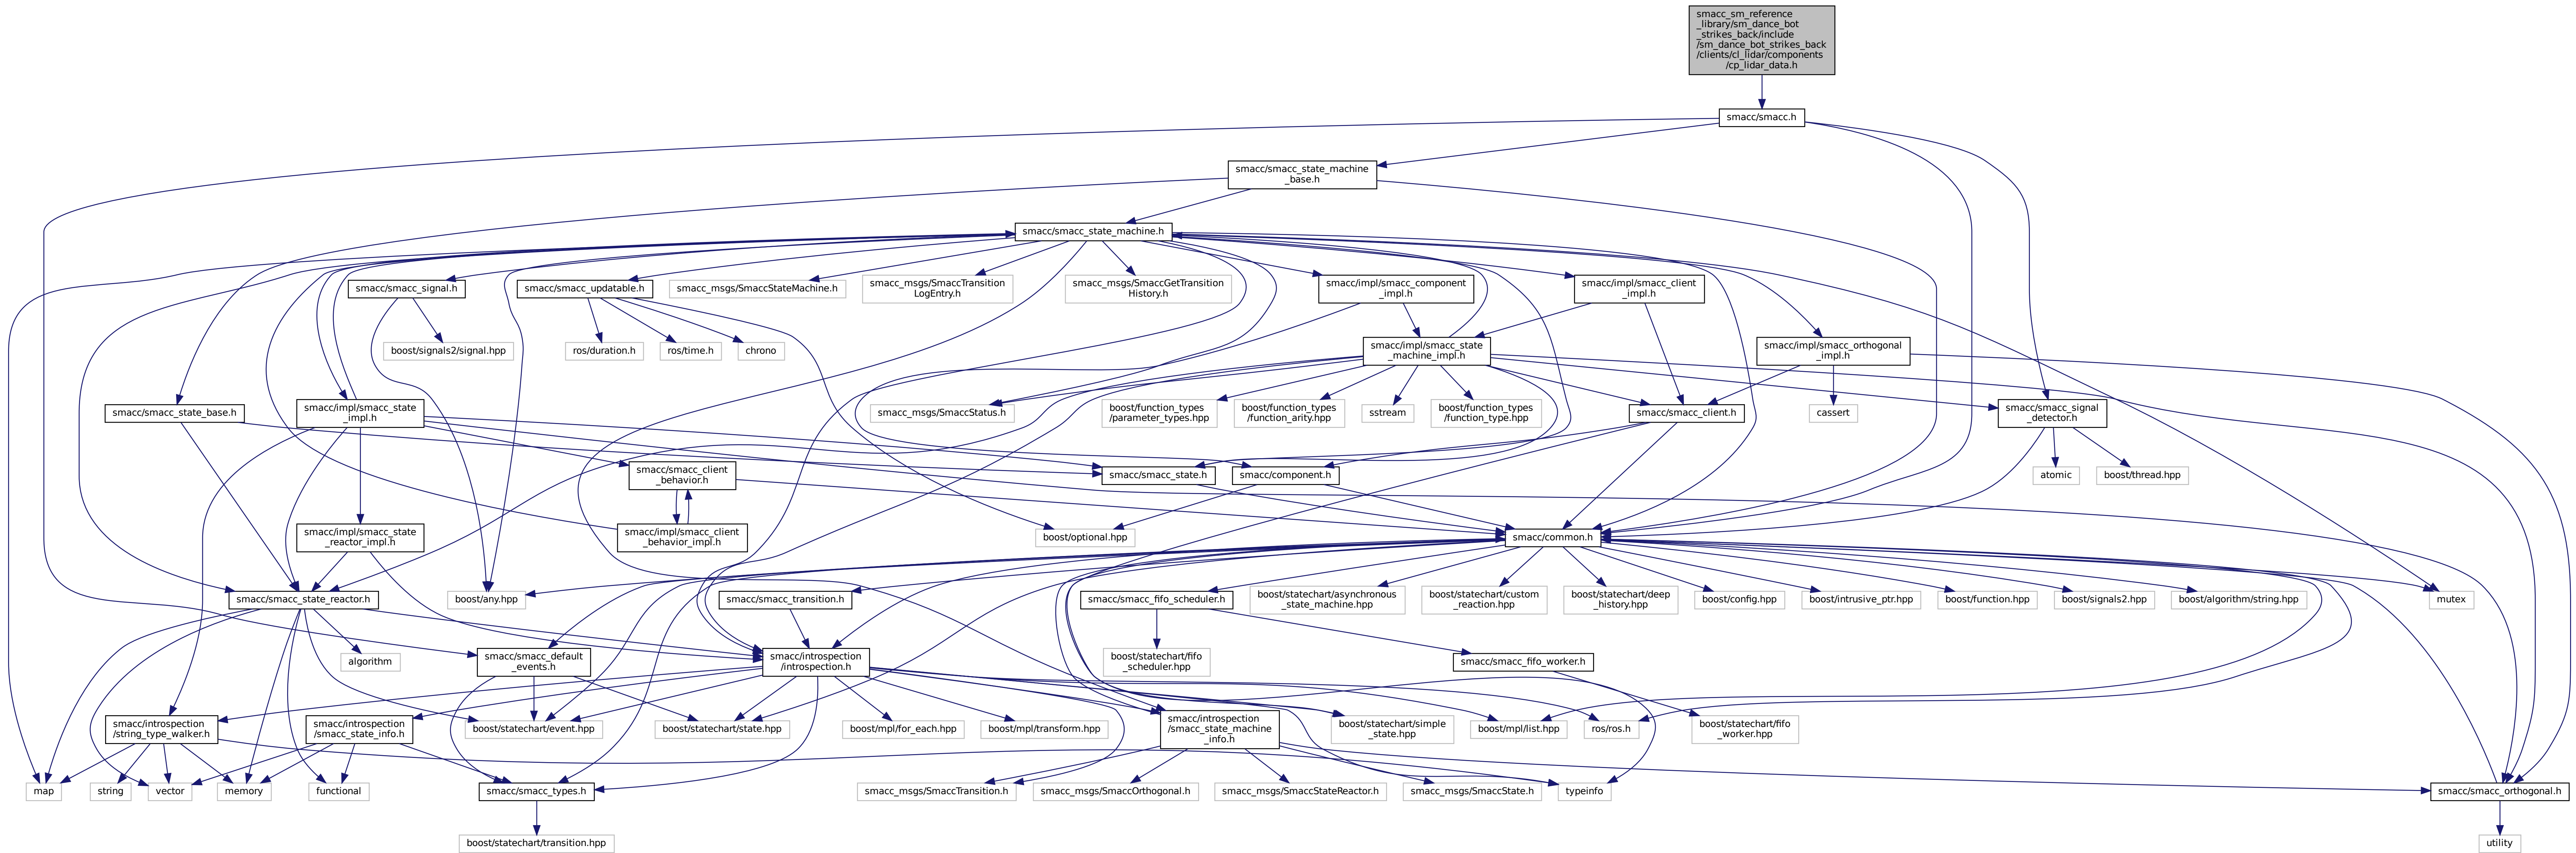 smacc_sm_reference
_library/sm_dance_bot
_strikes_back/include
/sm_dance_bot_strikes_back
/clients/cl_lidar/components
/cp_lidar_data.h
smacc/smacc.h
smacc/smacc_state_machine
_base.h
smacc/smacc_state_machine.h
smacc/smacc_signal.h
smacc/smacc_updatable.h
smacc_msgs/SmaccStateMachine.h
smacc_msgs/SmaccTransition
LogEntry.h
smacc_msgs/SmaccGetTransition
History.h
smacc/impl/smacc_component
_impl.h
smacc/impl/smacc_client
_impl.h
boost/signals2/signal.hpp
ros/duration.h
ros/time.h
chrono
smacc/impl/smacc_state
_machine_impl.h
smacc/impl/smacc_orthogonal
_impl.h
smacc/smacc_state_base.h
smacc/impl/smacc_state
_impl.h
smacc_msgs/SmaccStatus.h
boost/function_types
/parameter_types.hpp
boost/function_types
/function_arity.hpp
sstream
boost/function_types
/function_type.hpp
smacc/smacc_client.h
cassert
smacc/smacc_signal
_detector.h
smacc/smacc_client
_behavior.h
smacc/smacc_state.h
smacc/component.h
atomic
boost/thread.hpp
smacc/impl/smacc_state
_reactor_impl.h
smacc/impl/smacc_client
_behavior_impl.h
boost/optional.hpp
smacc/common.h
smacc/smacc_state_reactor.h
boost/any.hpp
smacc/smacc_transition.h
smacc/smacc_fifo_scheduler.h
boost/statechart/asynchronous
_state_machine.hpp
boost/statechart/custom
_reaction.hpp
boost/statechart/deep
_history.hpp
boost/config.hpp
boost/intrusive_ptr.hpp
boost/function.hpp
boost/signals2.hpp
boost/algorithm/string.hpp
mutex
algorithm
smacc/smacc_default
_events.h
smacc/introspection
/introspection.h
boost/statechart/fifo
_scheduler.hpp
smacc/smacc_fifo_worker.h
smacc/introspection
/string_type_walker.h
smacc/introspection
/smacc_state_info.h
boost/statechart/event.hpp
boost/statechart/state.hpp
boost/mpl/for_each.hpp
boost/mpl/transform.hpp
smacc/introspection
/smacc_state_machine
_info.h
boost/statechart/simple
_state.hpp
boost/mpl/list.hpp
ros/ros.h
boost/statechart/fifo
_worker.hpp
map
string
vector
memory
functional
smacc/smacc_types.h
smacc_msgs/SmaccTransition.h
smacc_msgs/SmaccOrthogonal.h
smacc_msgs/SmaccStateReactor.h
smacc_msgs/SmaccState.h
typeinfo
smacc/smacc_orthogonal.h
boost/statechart/transition.hpp
utility